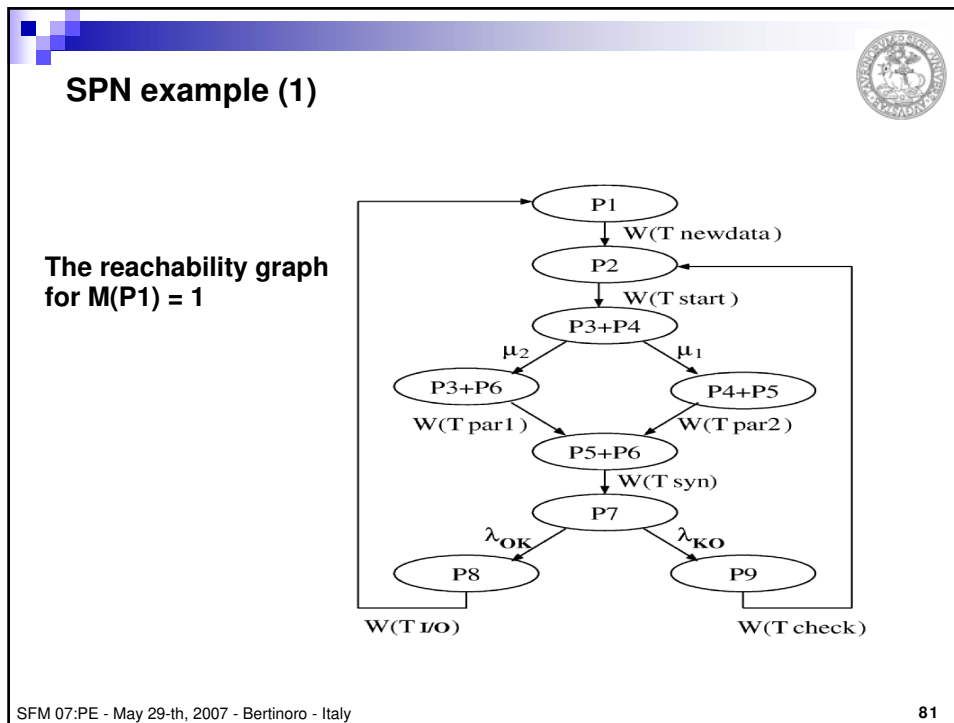 SPN example (1)
The reachability graph
for M(P1) = 1
P1
W(T newdata)
P2
W(T start)
P3+P4
μ2
μ1
P3+P6
P4+P5
W(T par1)
W(T par2)
P5+P6
W(T syn)
P7
λOK
λKO
P8
P9
W(T I/O)
W(T check)
SFM 07:PE - May 29-th, 2007 - Bertinoro - Italy
81